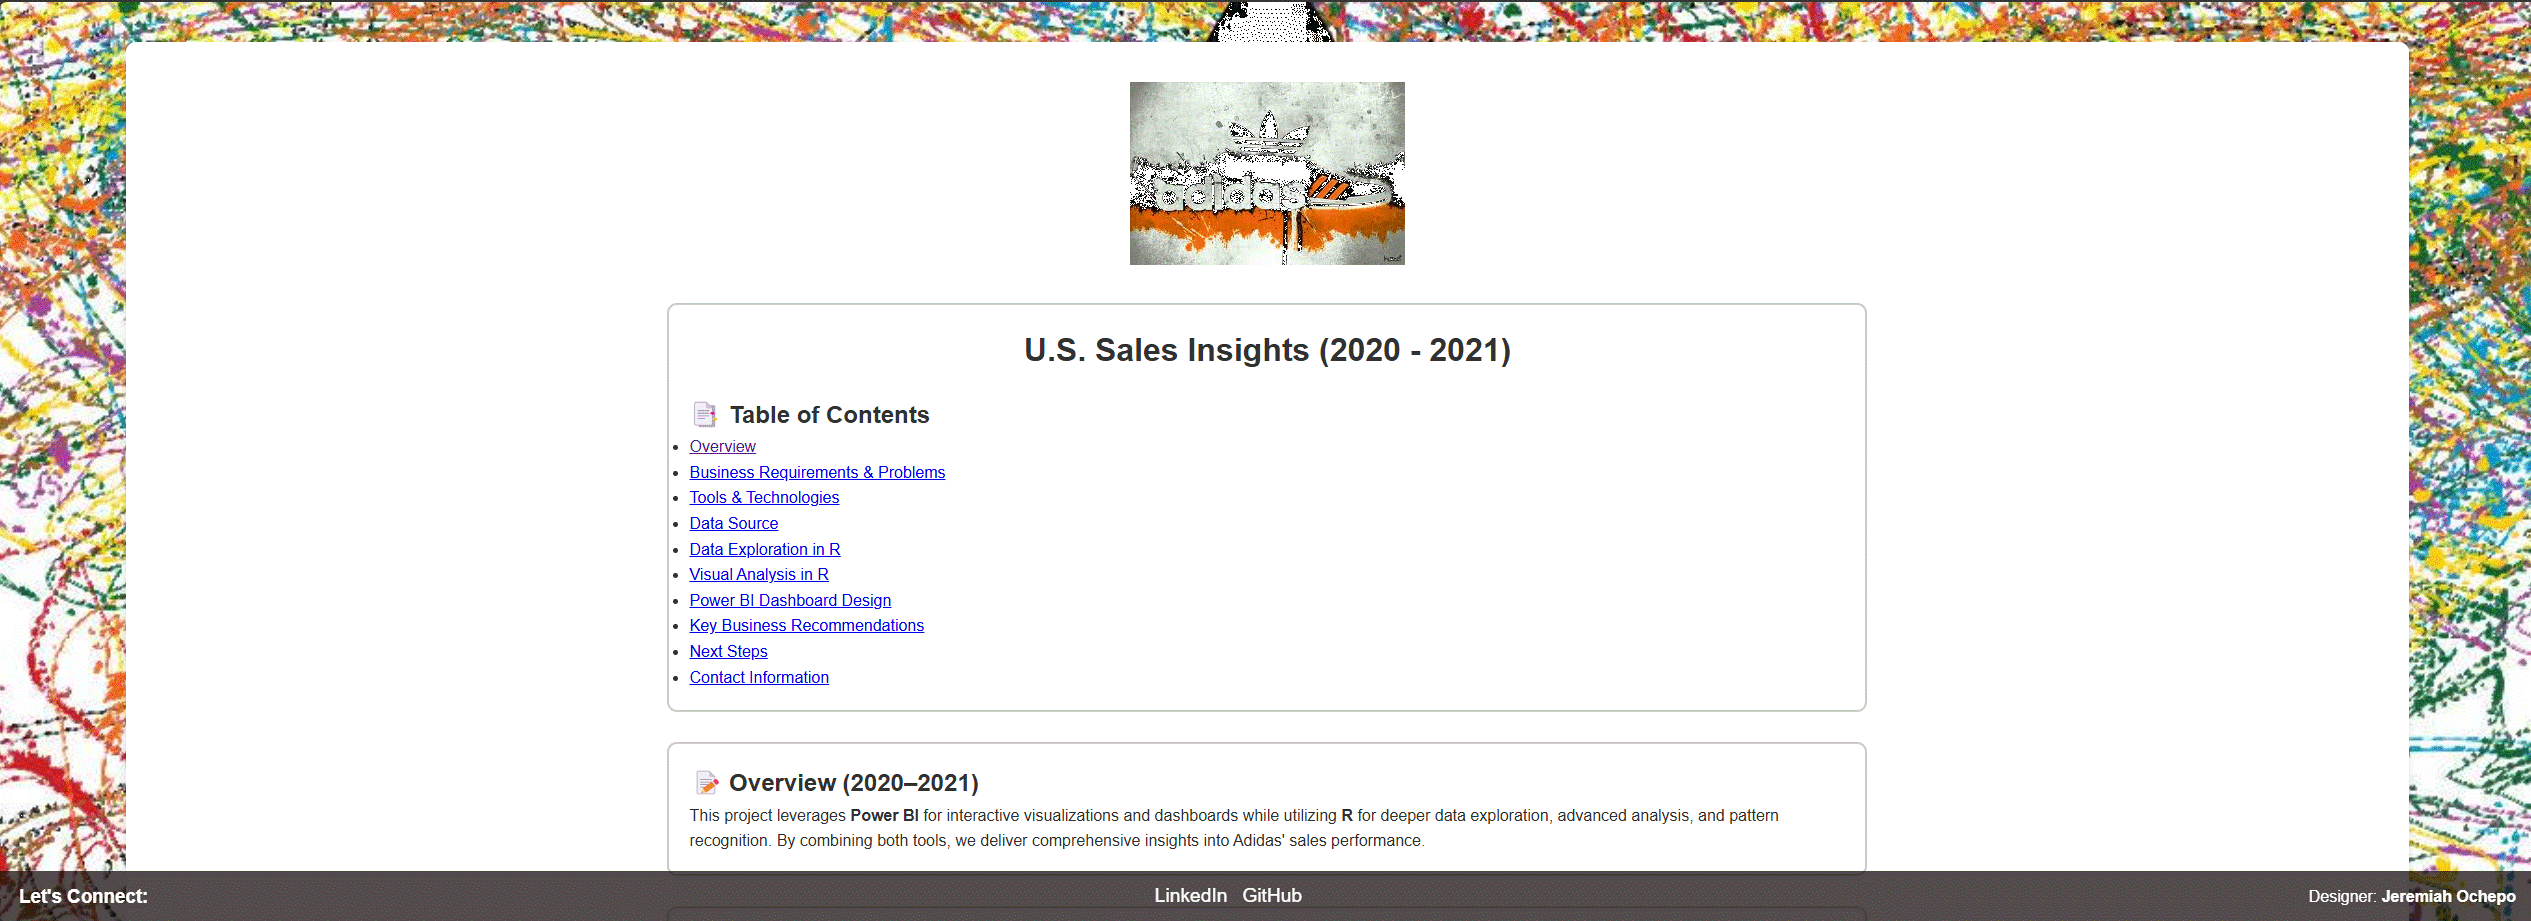 adidas
U.S. Sales Insights (2020 - 2021)
Table of Contents
Overview
Business Requirements & Problems
Tools & Technologies
Data Source
Data Exploration in R
Visual Analysis in R
Power BI Dashboard Design
Key Business Recommendations
Next Steps
Contact Information
Overview (2020–2021)
This project leverages Power BI for interactive visualizations and dashboards while utilizing R for deeper data exploration, advanced analysis, and pattern
recognition. By combining both tools, we deliver comprehensive insights into Adidas' sales performance.
Let's Connect:
LinkedIn GitHub
Designer: Jeremiah Ochepo